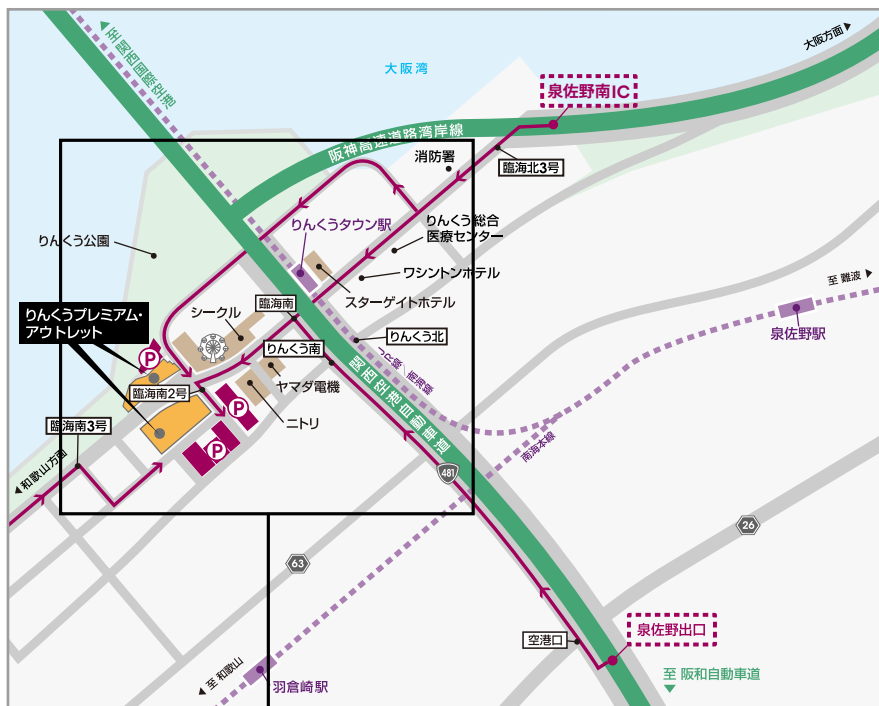 至 関西国際空港
大阪湾
大阪方面
泉佐野南IC
阪神高速道路湾岸線
消防署
臨海北3号
りんくう公園
りんくうタウン駅
りんくう総合
医療センター
ワシントンホテル
スターゲイトホテル
至 難波
泉佐野駅
りんくうプレミアム・
アウトレット
シークル
臨海南
りんくう北
りんくう南
JR線／南海線
関西空港自動車道
P
ヤマダ電機
ニトリ
臨海南2号
P
P
臨海南3号
和歌山方面
南海本線
481
26
63
空港口
泉佐野出口
至 和歌山
羽倉崎駅
至 阪和自動車道